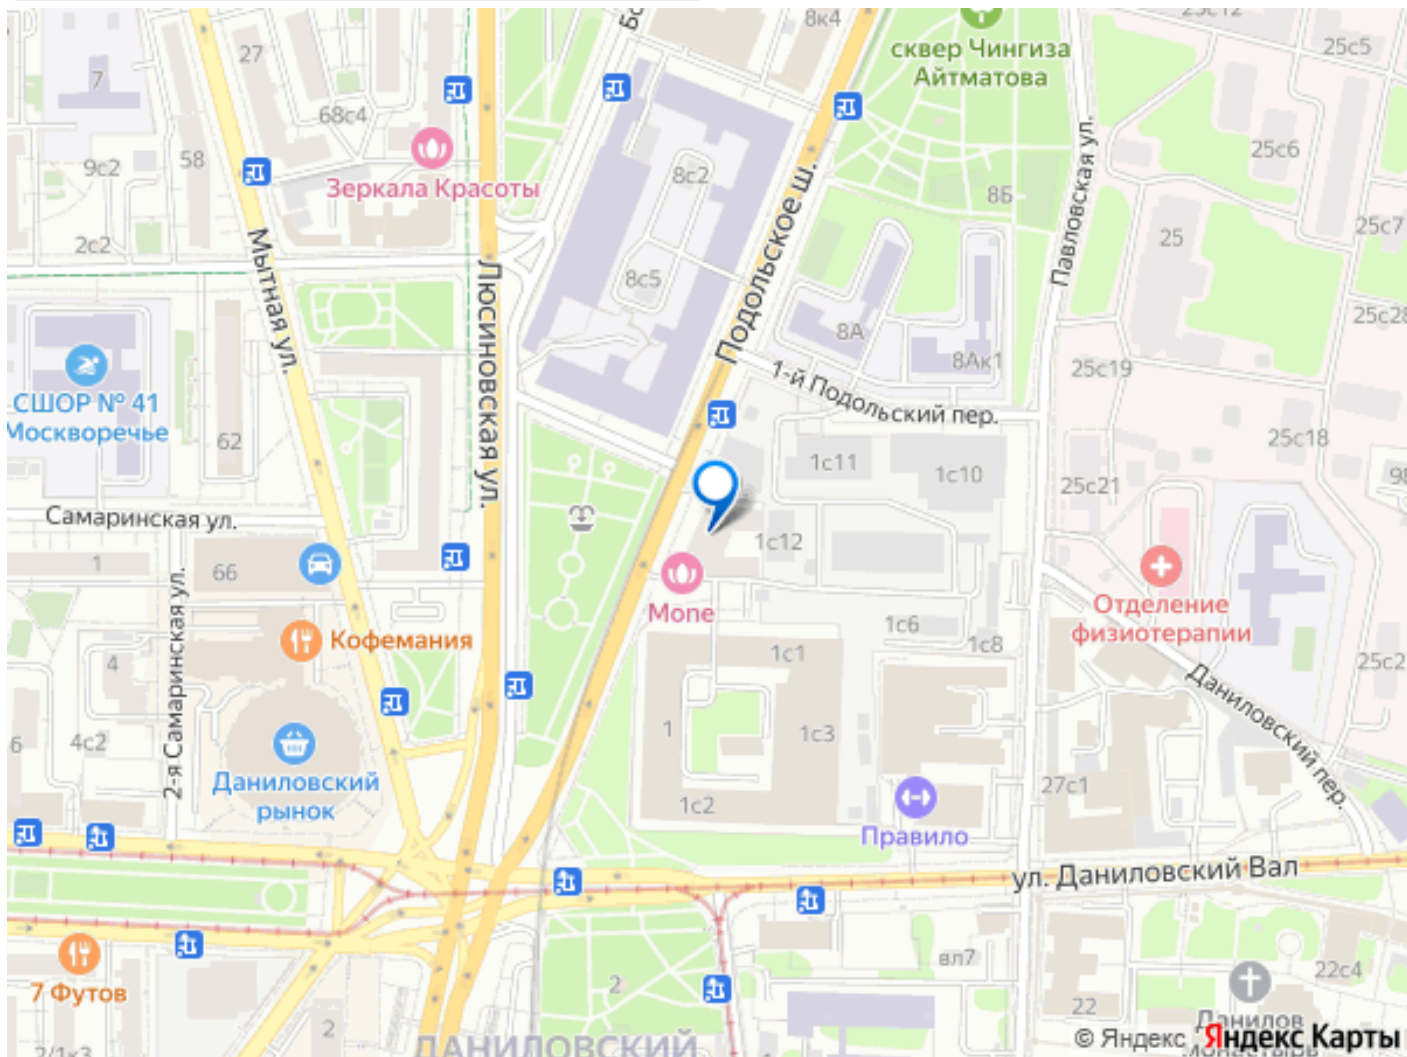 8к4
25с12
27
сквер Чингиза
Айтматова
25с5
7
68с4
9с2
58
Зеркала Красоты
8с2
8Б
25с6
2с2
Мытная ул.
Люсиновская ул.
8с5
Подольское ш.
Павловская ул.
25
25с7
8А
8Ак1
25с28
1-й Подольский пер.
25с19
СШОР № 41
Москворечье
62
25с18
1с11
1с10
25с21
Самаринская ул.
1
66
1с12
Mone
Отделение
физиотерапии
Кофемания
1с6
1с8
4
2-я Самаринская ул.
1с1
Даниловский пер.
4с2
1
1с3
Даниловский
рынок
1с2
27с1
Правило
ул. Даниловский Вал
7 Футов
2
вл7
22с4
22
2
ДАНИЛОВСКИЙ
Данилов
© Яндекс Яндекс Карты